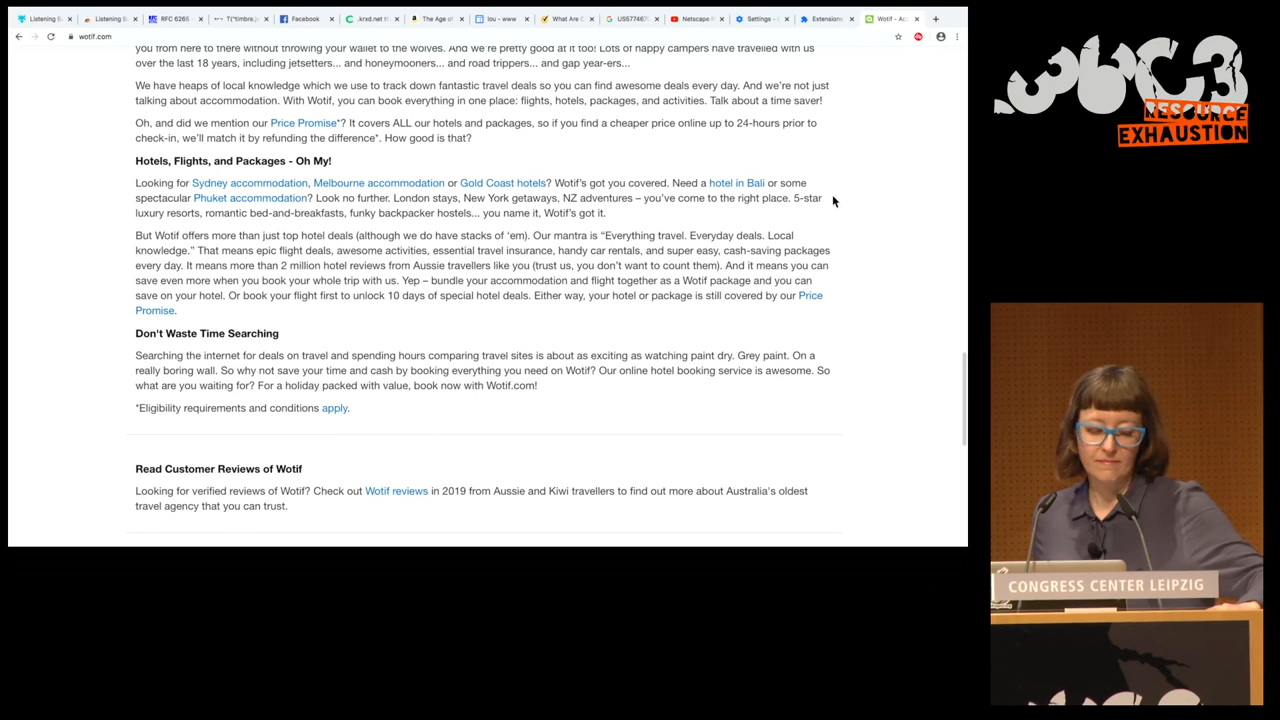 Listening B
Listening B
RFC 6265
T("timbre.j
Facebook
.krxd.net th
The Age of
lou - www
What Are C
US577467
Netscape F
Settings - C
Extensions
Wotif - Ac
wotif.com
you from here to there without throwing your wallet to the wolves. And we're pretty good at it too! Lots of happy campers have travelled with us
over the last 18 years, including jetsetters... and honeymooners... and road trippers... and gap year-ers...
We have heaps of local knowledge which we use to track down fantastic travel deals so you can find awesome deals every day. And we're not just
talking about accommodation. With Wotif, you can book everything in one place: flights, hotels, packages, and activities. Talk about a time saver!
Oh, and did we mention our Price Promise*? It covers ALL our hotels and packages, so if you find a cheaper price online up to 24-hours prior to
check-in, we'll match it by refunding the difference*. How good is that?
Hotels, Flights, and Packages - Oh My!
Looking for Sydney accommodation, Melbourne accommodation or Gold Coast hotels? Wotif's got you covered. Need a hotel in Bali or some
spectacular Phuket accommodation? Look no further. London stays, New York getaways, NZ adventures – you've come to the right place. 5-star
luxury resorts, romantic bed-and-breakfasts, funky backpacker hostels... you name it, Wotif's got it.
But Wotif offers more than just top hotel deals (although we do have stacks of 'em). Our mantra is “Everything travel. Everyday deals. Local
knowledge.” That means epic flight deals, awesome activities, essential travel insurance, handy car rentals, and super easy, cash-saving packages
every day. It means more than 2 million hotel reviews from Aussie travellers like you (trust us, you don't want to count them). And it means you can
save even more when you book your whole trip with us. Yep – bundle your accommodation and flight together as a Wotif package and you can
save on your hotel. Or book your flight first to unlock 10 days of special hotel deals. Either way, your hotel or package is still covered by our Price
Promise.
Don't Waste Time Searching
Searching the internet for deals on travel and spending hours comparing travel sites is about as exciting as watching paint dry. Grey paint. On a
really boring wall. So why not save your time and cash by booking everything you need on Wotif? Our online hotel booking service is awesome. So
what are you waiting for? For a holiday packed with value, book now with Wotif.com!
*Eligibility requirements and conditions apply.
Read Customer Reviews of Wotif
Looking for verified reviews of Wotif? Check out Wotif reviews in 2019 from Aussie and Kiwi travellers to find out more about Australia's oldest
travel agency that you can trust.
36C3
RESOURCE
EXHAUSTION
CONGRESS CENTER LEIPZIG